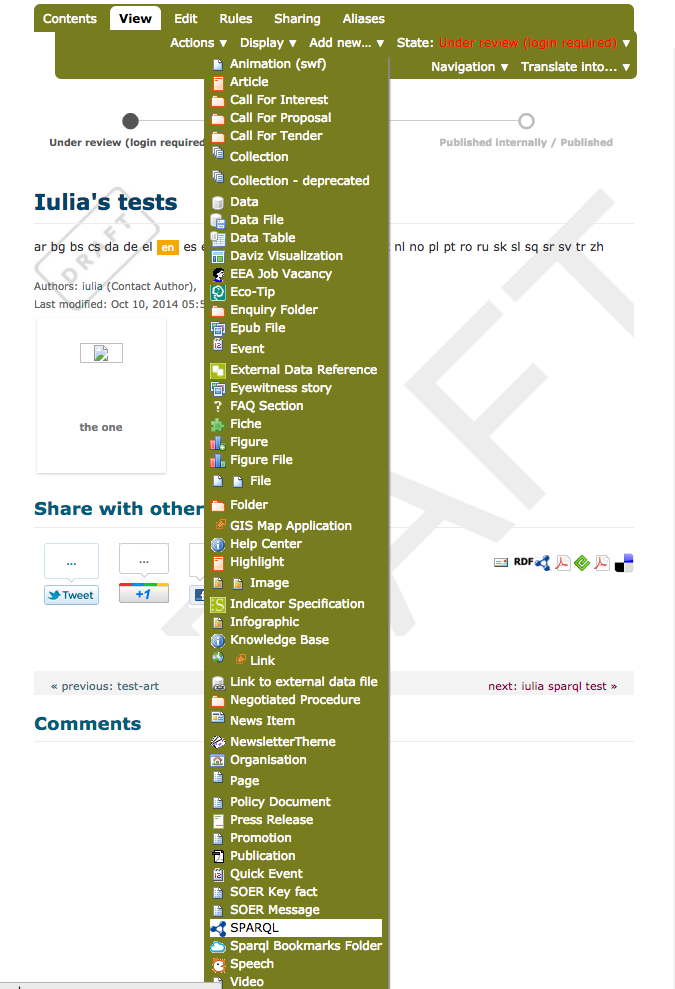 Contents View Edit Rules Sharing Aliases
Actions ▼ Display ▼ Add new... ▼ State: Under review (login required) ▼
Navigation ▼ Translate into... ▼
Animation (swf)
Article
Call For Interest
Call For Proposal
Call For Tender
Collection
Collection - deprecated
Data
Data File
Data Table
Daviz Visualization
EEA Job Vacancy
Eco-Tip
Enquiry Folder
Epub File
Event
External Data Reference
Eyewitness story
FAQ Section
Fiche
Figure
Figure File
File
Folder
GIS Map Application
Help Center
Highlight
Image
Indicator Specification
Infographic
Knowledge Base
Link
Link to external data file
Negotiated Procedure
News Item
NewsletterTheme
Organisation
Page
Policy Document
Press Release
Promotion
Publication
Quick Event
SOER Key fact
SOER Message
SPARQL
Sparql Bookmarks Folder
Speech
Video
Under review (login required
Published internally / Published
Iulia's tests
DRAFT
ar bg bs cs da de el en es nl no pl pt ro ru sk sl sq sr sv tr zh
Authors: iulia (Contact Author),
Last modified: Oct 10, 2014 05:5
the one
Share with other
... ...
Tweet +1
RDF
« previous: test-art next: iulia sparql test »
Comments